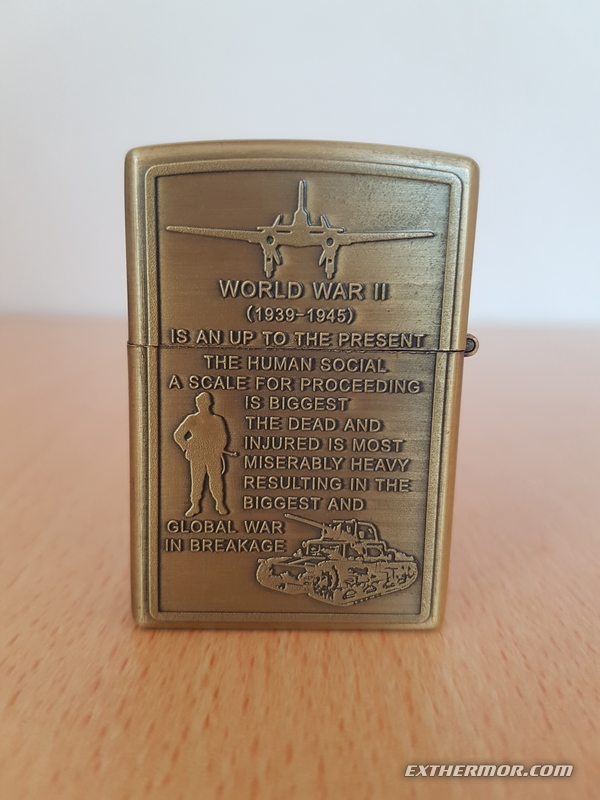 WORLD WAR II
(1939-1945)
IS AN UP TO THE PRESENT
THE HUMAN SOCIAL
A SCALE FOR PROCEEDING
IS BIGGEST
THE DEAD AND
INJURED IS MOST
MISERABLY HEAVY
RESULTING IN THE
BIGGEST AND
GLOBAL WAR
IN BREAKAGE
EXTHERMOR.COM